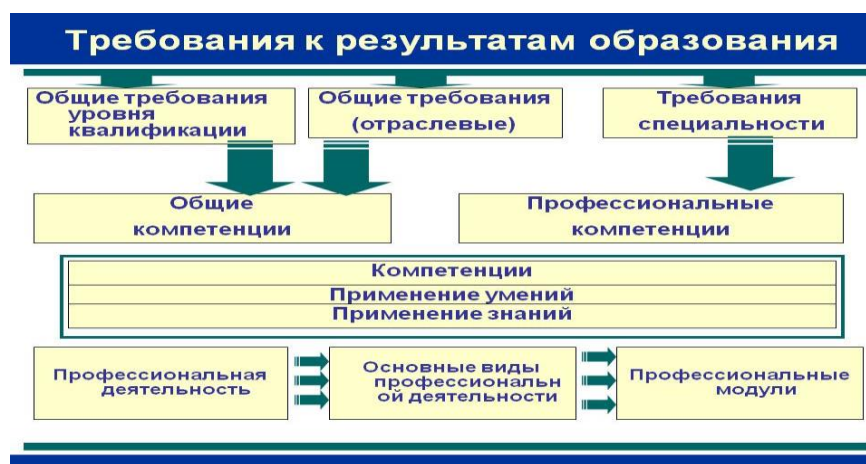 Требования к результатам образования
Общие требования
уровня
квалификации
Общие требования
(отраслевые)
Требования
специальности
Общие
компетенции
Профессиональные
компетенции
Компетенции
Применение умений
Применение знаний
Профессиональная
деятельность
Основные виды
профессиональн
ой деятельности
Профессиональные
модули